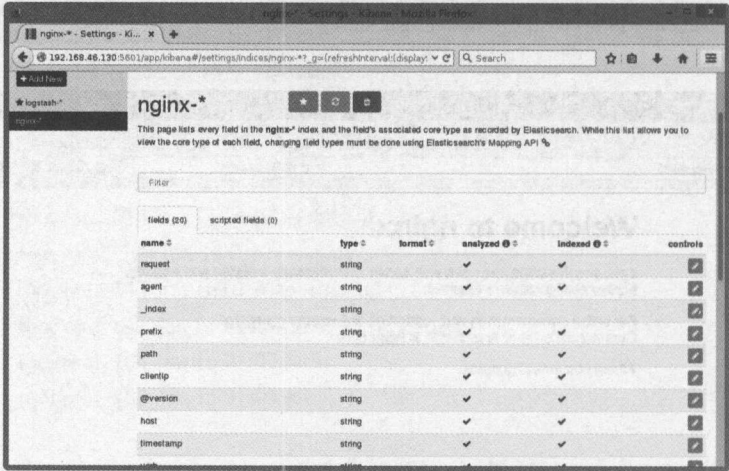 nginx-* - Settings - Kibana - Mozilla Firefox
nginx-* - Settings - Ki...
192.168.46.130:5601/app/kibana#/settings/indices/nginx-*?_g=(refreshInterval:(display:
Search
+ Add New
logstash-*
nginx-*
nginx-*
This page lists every field in the nginx-* index and the field's associated core type as recorded by Elasticsearch. While this list allows you to
view the core type of each field, changing field types must be done using Elasticsearch's Mapping API
Filter
fields (20) scripted fields (0)
name type format analyzed indexed controls
request string
agent string
_index string
prefix string
path string
clientip string
@version string
host string
timestamp string